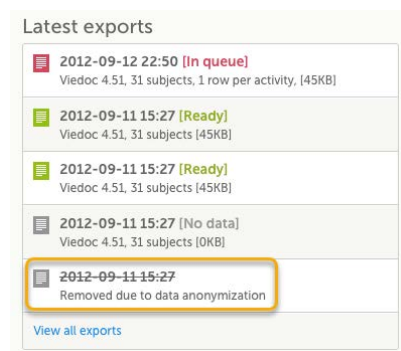 Latest exports
2012-09-12 22:50 [In queue]
Viedoc 4.51, 31 subjects, 1 row per activity, [45KB]
2012-09-11 15:27 [Ready]
Viedoc 4.51, 31 subjects [45KB]
2012-09-11 15:27 [Ready]
Viedoc 4.51, 31 subjects [45KB]
2012-09-11 15:27 [No data]
Viedoc 4.51, 31 subjects [0KB]
2012-09-11 15:27
Removed due to data anonymization
View all exports